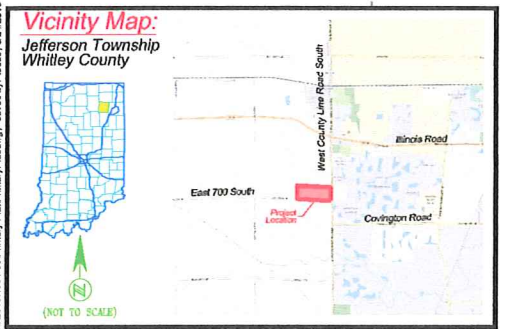 Vicinity Map:
Jefferson Township
Whitley County
West County Line Road South
Illinois Road
East 700 South
Project
Location
Covington Road
N
(NOT TO SCALE)